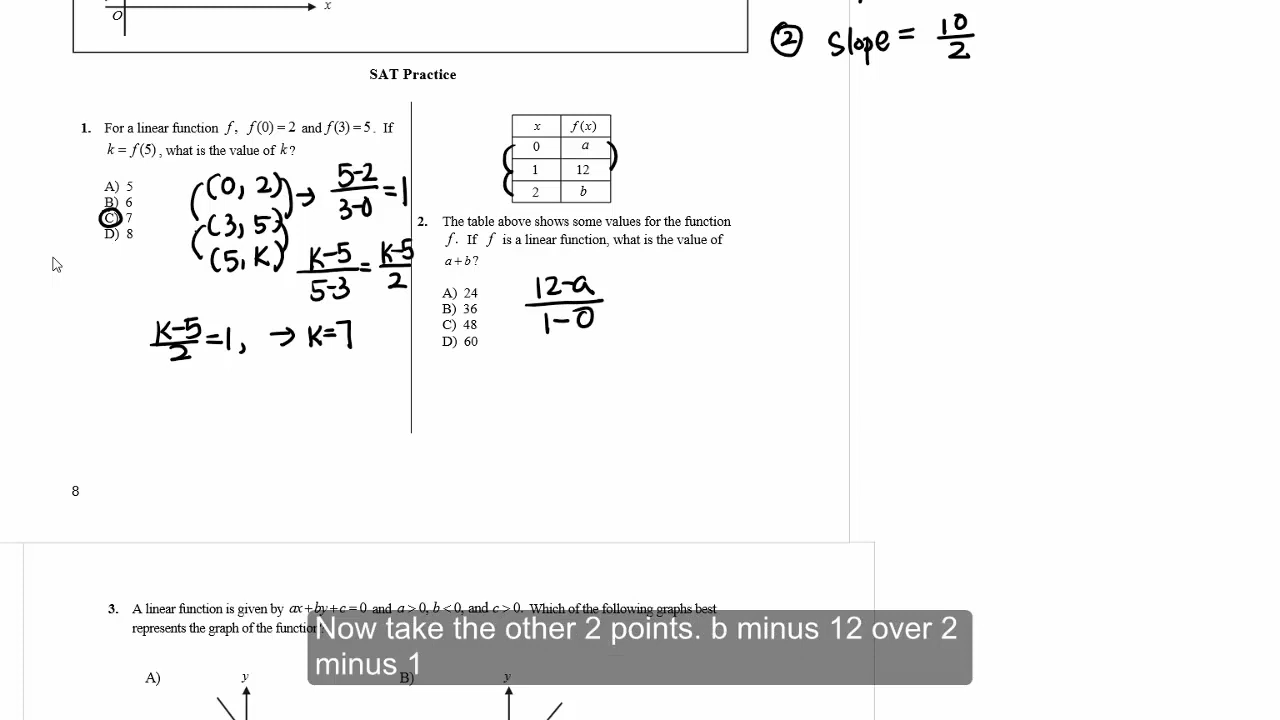 O
x
② Slope = 10/2
SAT Practice
1. For a linear function f, f(0) = 2 and f(3) = 5. If
k = f(5), what is the value of k?
A) 5
B) 6
C) 7
D) 8
(0, 2) → 5-2/3-0 = 1
(3, 5)
(5, K) K-5/5-3 = K-5/2
K-5/2 = 1, → K=7
x f(x)
0 a
1 12
2 b
2. The table above shows some values for the function
f. If f is a linear function, what is the value of
a+b?
A) 24
B) 36
C) 48
D) 60
12-a/1-0
8
3. A linear function is given by ax+by+c=0 and a>0, b<0, and c>0. Which of the following graphs best
represents the graph of the function
A) y
B) y
Now take the other 2 points. b minus 12 over 2
minus 1